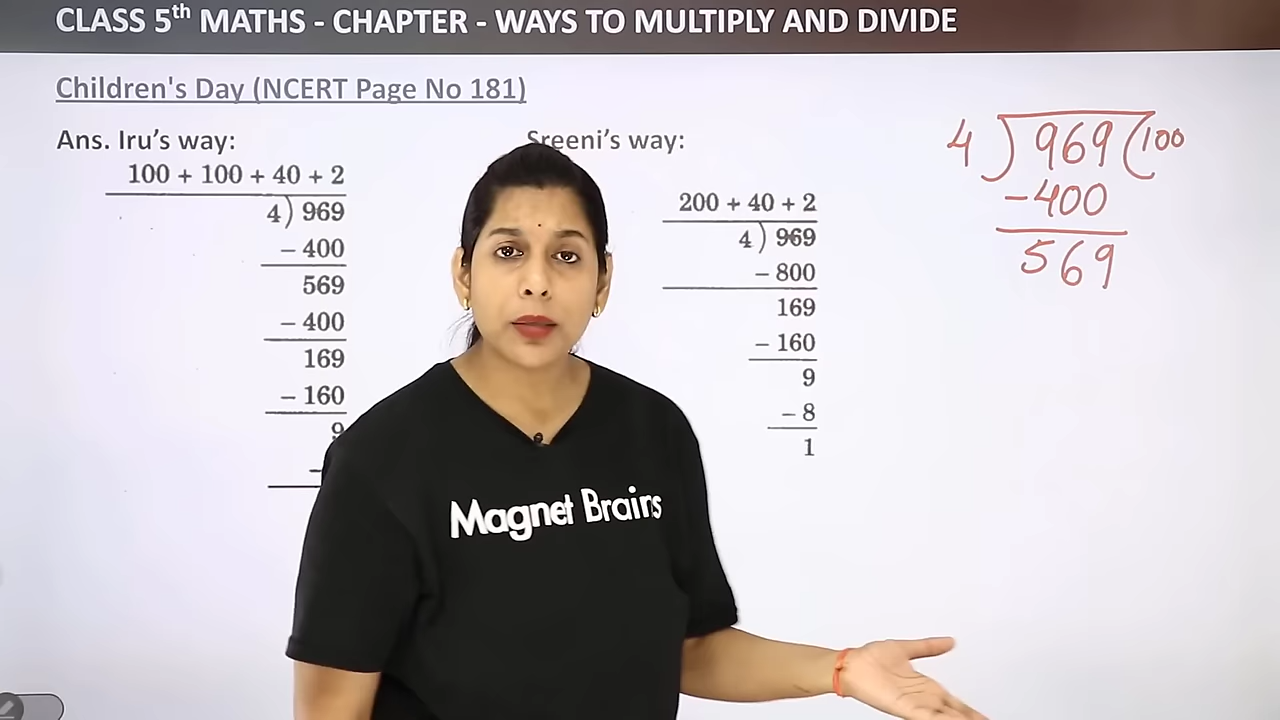 CLASS 5th MATHS - CHAPTER - WAYS TO MULTIPLY AND DIVIDE
Children's Day (NCERT Page No 181)
Ans. Iru's way:
100 + 100 + 40 + 2
4) 969
– 400
569
– 400
169
– 160
9
–
Sreeni's way:
200 + 40 + 2
4) 969
– 800
169
– 160
9
– 8
1
4) 969 (100
-400
569
Magnet Brains